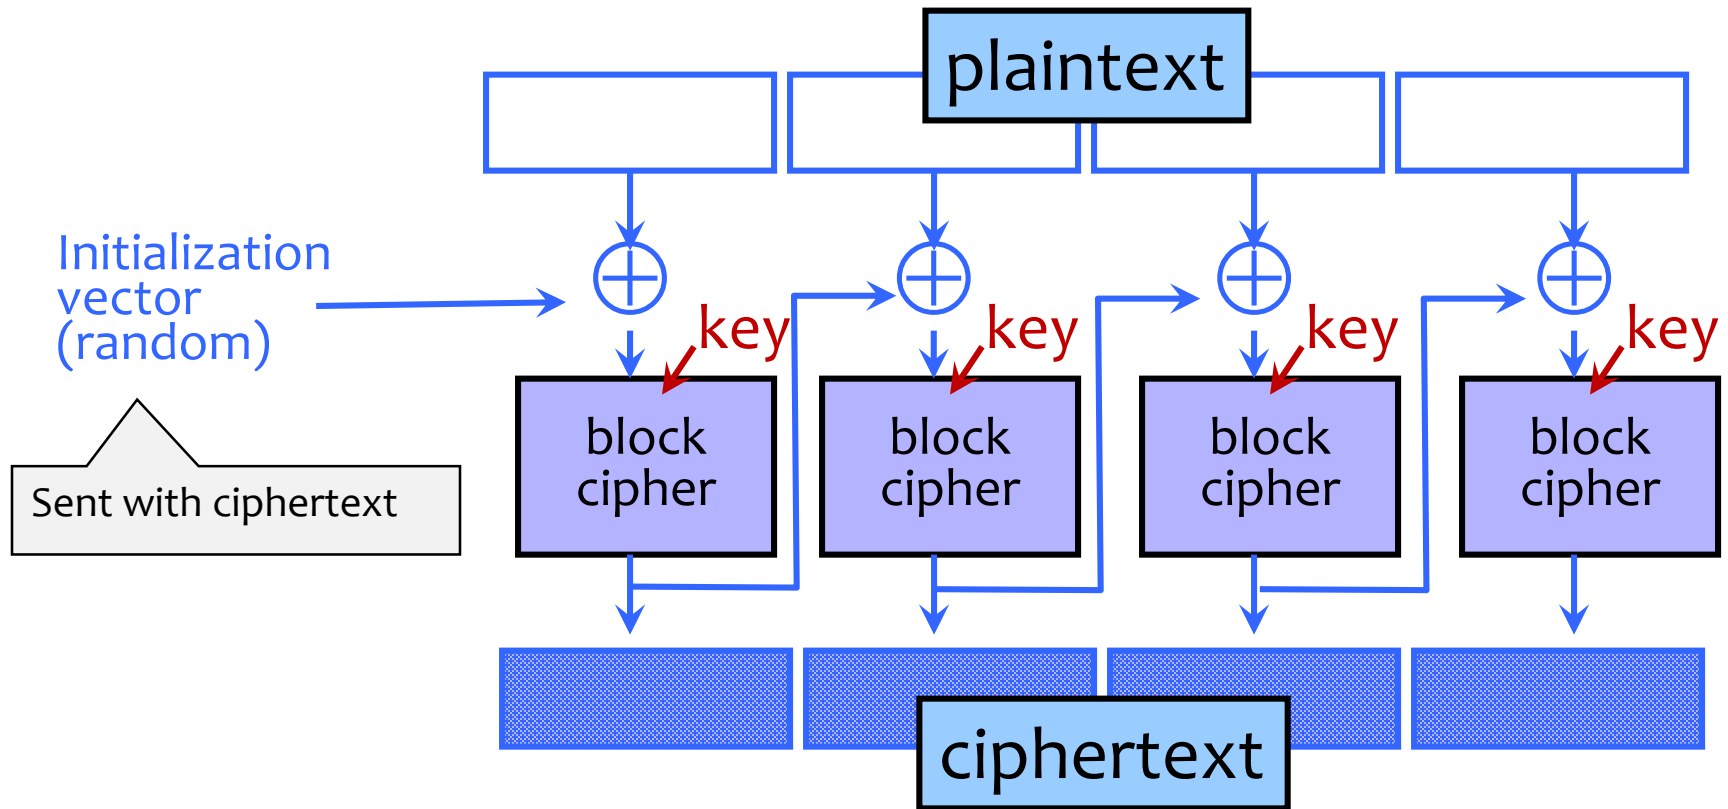 plaintext
Initialization
vector
(random)
key
key
key
key
block
cipher
block
cipher
block
cipher
block
cipher
Sent with ciphertext
ciphertext